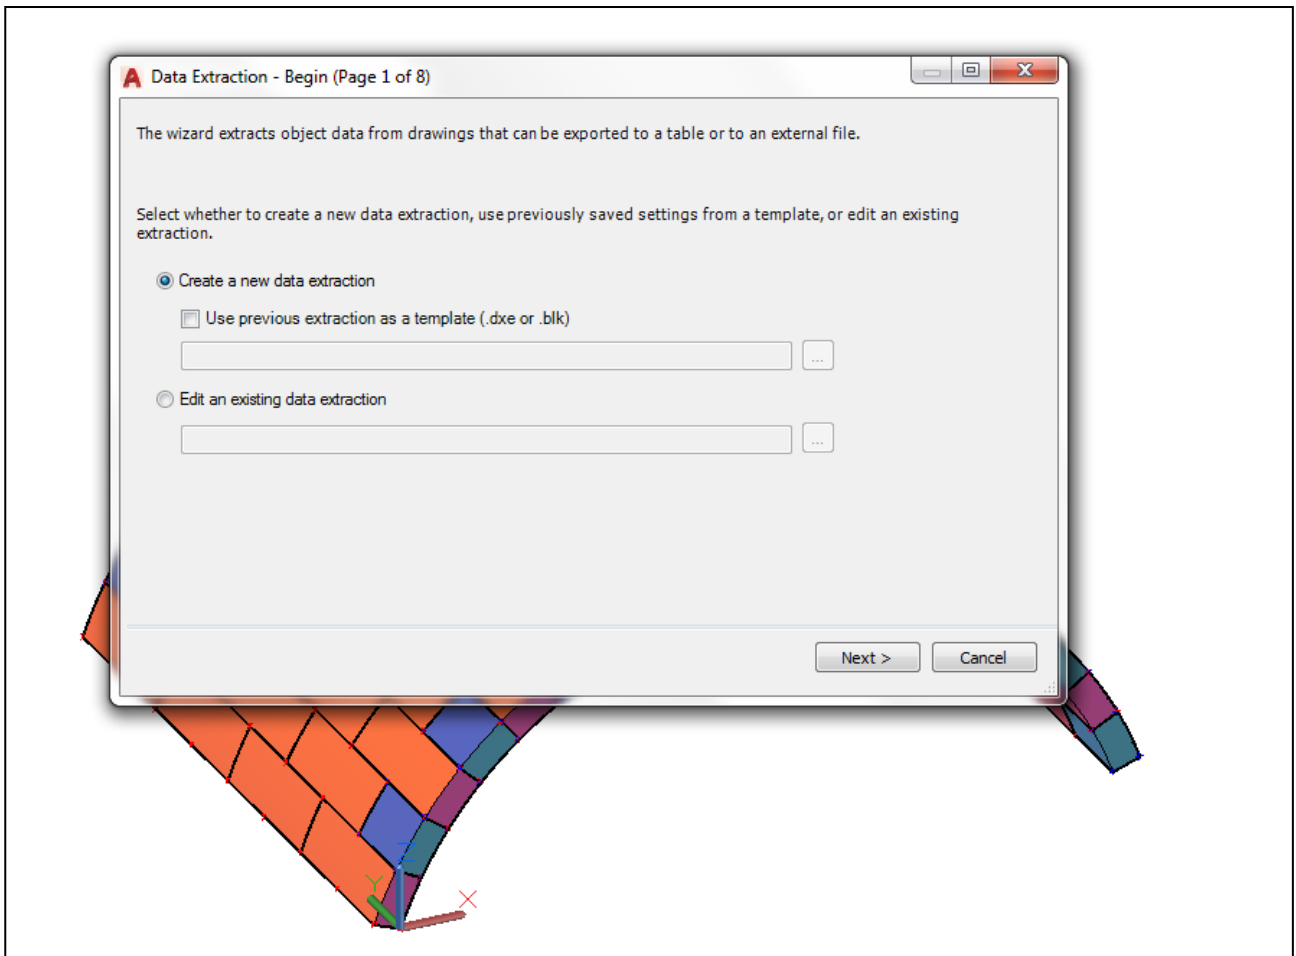 Data Extraction - Begin (Page 1 of 8)
The wizard extracts object data from drawings that can be exported to a table or to an external file.
Select whether to create a new data extraction, use previously saved settings from a template, or edit an existing
extraction.
Create a new data extraction
Use previous extraction as a template (.dxe or .blk)
...
Edit an existing data extraction
...
Next >
Cancel
Z
Y
X